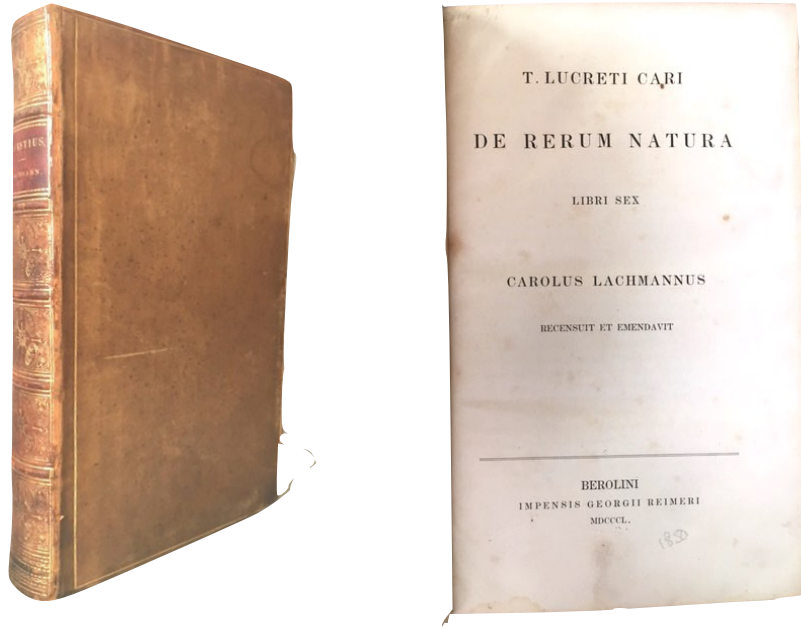 T. LUCRETI CARI
DE RERUM NATURA
LIBRI SEX
CAROLUS LACHMANNUS
RECENSUIT ET EMENDAVIT
BEROLINI
IMPENSIS GEORGII REIMERI
MDCCCL.
1850